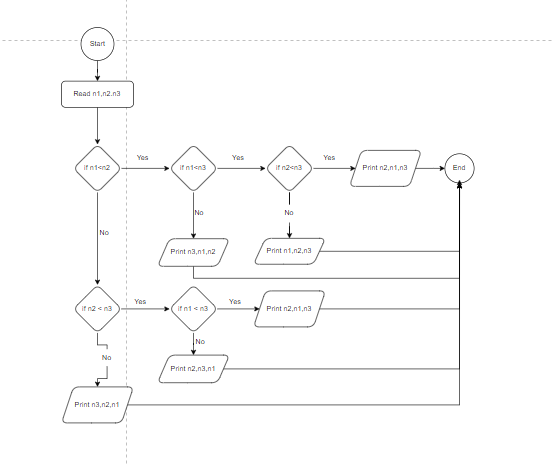 Start
Read n1,n2.n3
if n1<n2
Yes
if n1<n3
Yes
if n2<n3
Yes
Print n2,n1,n3
End
No
No
No
Print n3,n1,n2
Print n1,n2,n3
if n2 < n3
Yes
if n1 < n3
Yes
Print n2,n1,n3
No
No
Print n2,n3,n1
Print n3,n2,n1